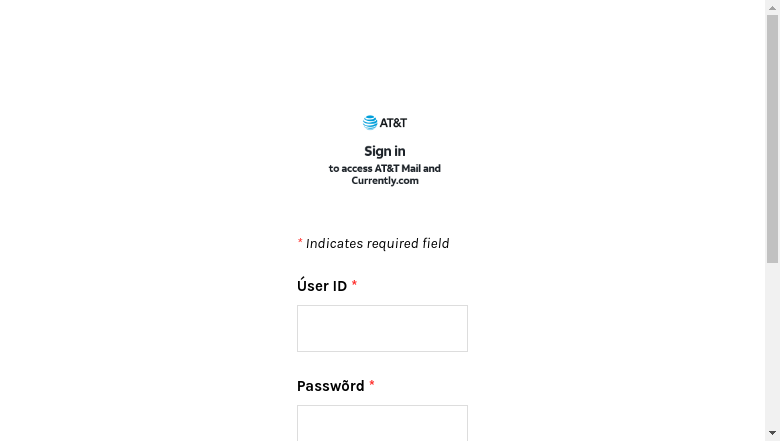 AT&T
Sign in
to access AT&T Mail and
Currently.com
* Indicates required field
Úser ID *
Passwõrd *